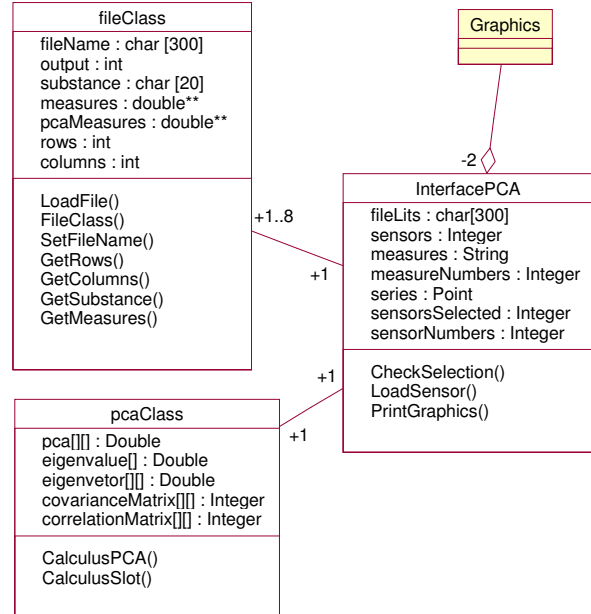 fileClass
fileName : char [300]
output : int
substance : char [20]
measures : double**
pcaMeasures : double**
rows : int
columns : int
LoadFile()
FileClass()
SetFileName()
GetRows()
GetColumns()
GetSubstance()
GetMeasures()
+1..8
+1
Graphics
-2
InterfacePCA
fileLits : char[300]
sensors : Integer
measures : String
measureNumbers : Integer
series : Point
sensorsSelected : Integer
sensorNumbers : Integer
CheckSelection()
LoadSensor()
PrintGraphics()
+1
+1
pcaClass
pca[][] : Double
eigenvalue[] : Double
eigenvetor[][] : Double
covarianceMatrix[][] : Integer
correlationMatrix[][] : Integer
CalculusPCA()
CalculusSlot()